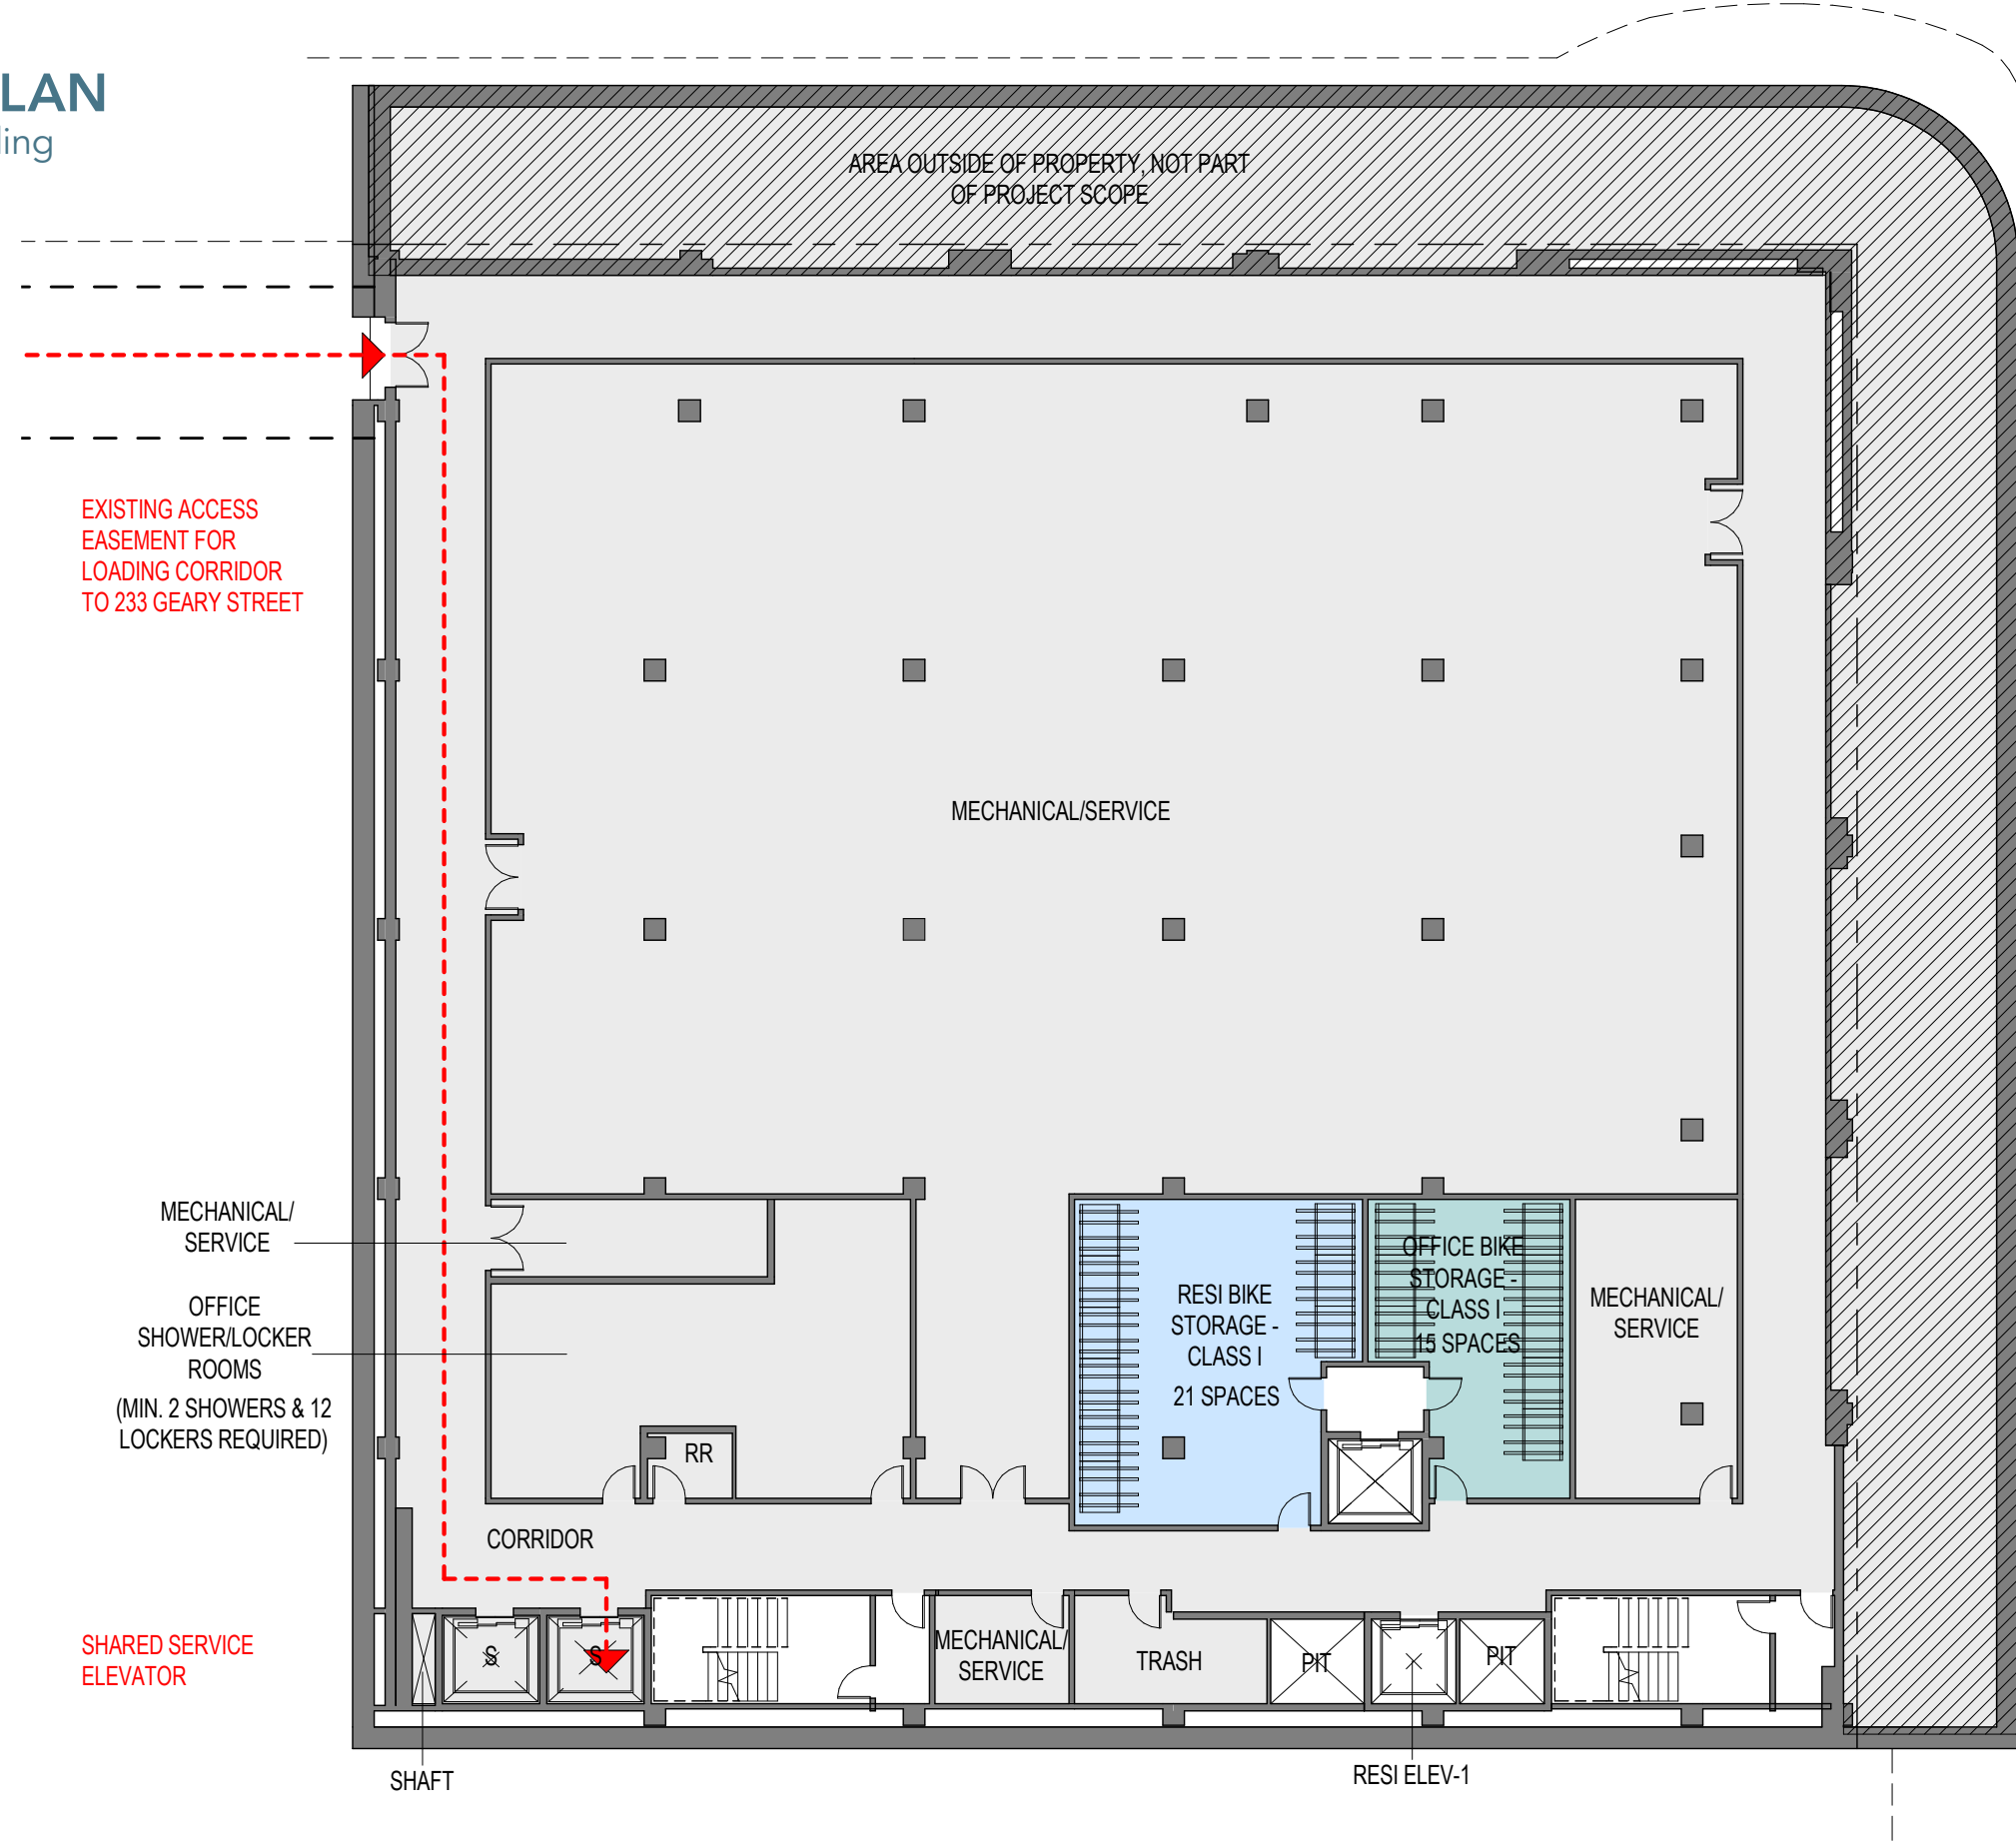 LAN
ling
AREA OUTSIDE OF PROPERTY, NOT PART
OF PROJECT SCOPE
EXISTING ACCESS
EASEMENT FOR
LOADING CORRIDOR
TO 233 GEARY STREET
MECHANICAL/SERVICE
MECHANICAL/
SERVICE
OFFICE
SHOWER/LOCKER
ROOMS
(MIN. 2 SHOWERS & 12
LOCKERS REQUIRED)
RR
RESI BIKE
STORAGE -
CLASS I
21 SPACES
OFFICE BIKE
STORAGE -
CLASS I
15 SPACES
MECHANICAL/
SERVICE
CORRIDOR
SHARED SERVICE
ELEVATOR
S
S
MECHANICAL/
SERVICE
TRASH
PIT
PIT
SHAFT
RESI ELEV-1